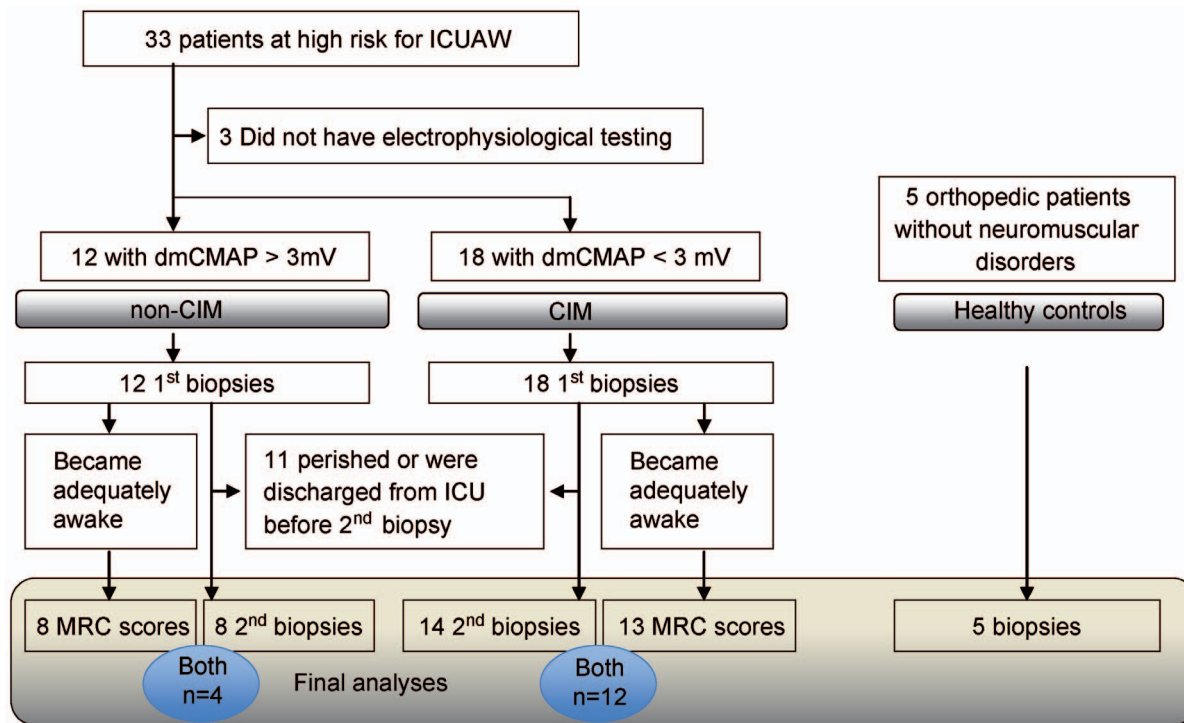 33 patients at high risk for ICUAW
3 Did not have electrophysiological testing
5 orthopedic patients
without neuromuscular
disorders
12 with dmCMAP > 3mV
18 with dmCMAP < 3 mV
non-CIM
CIM
Healthy controls
12 1st biopsies
18 1st biopsies
Became
adequately
awake
11 perished or were
discharged from ICU
before 2nd biopsy
Became
adequately
awake
8 MRC scores
8 2nd biopsies
14 2nd biopsies
13 MRC scores
5 biopsies
Both
n=4
Final analyses
Both
n=12